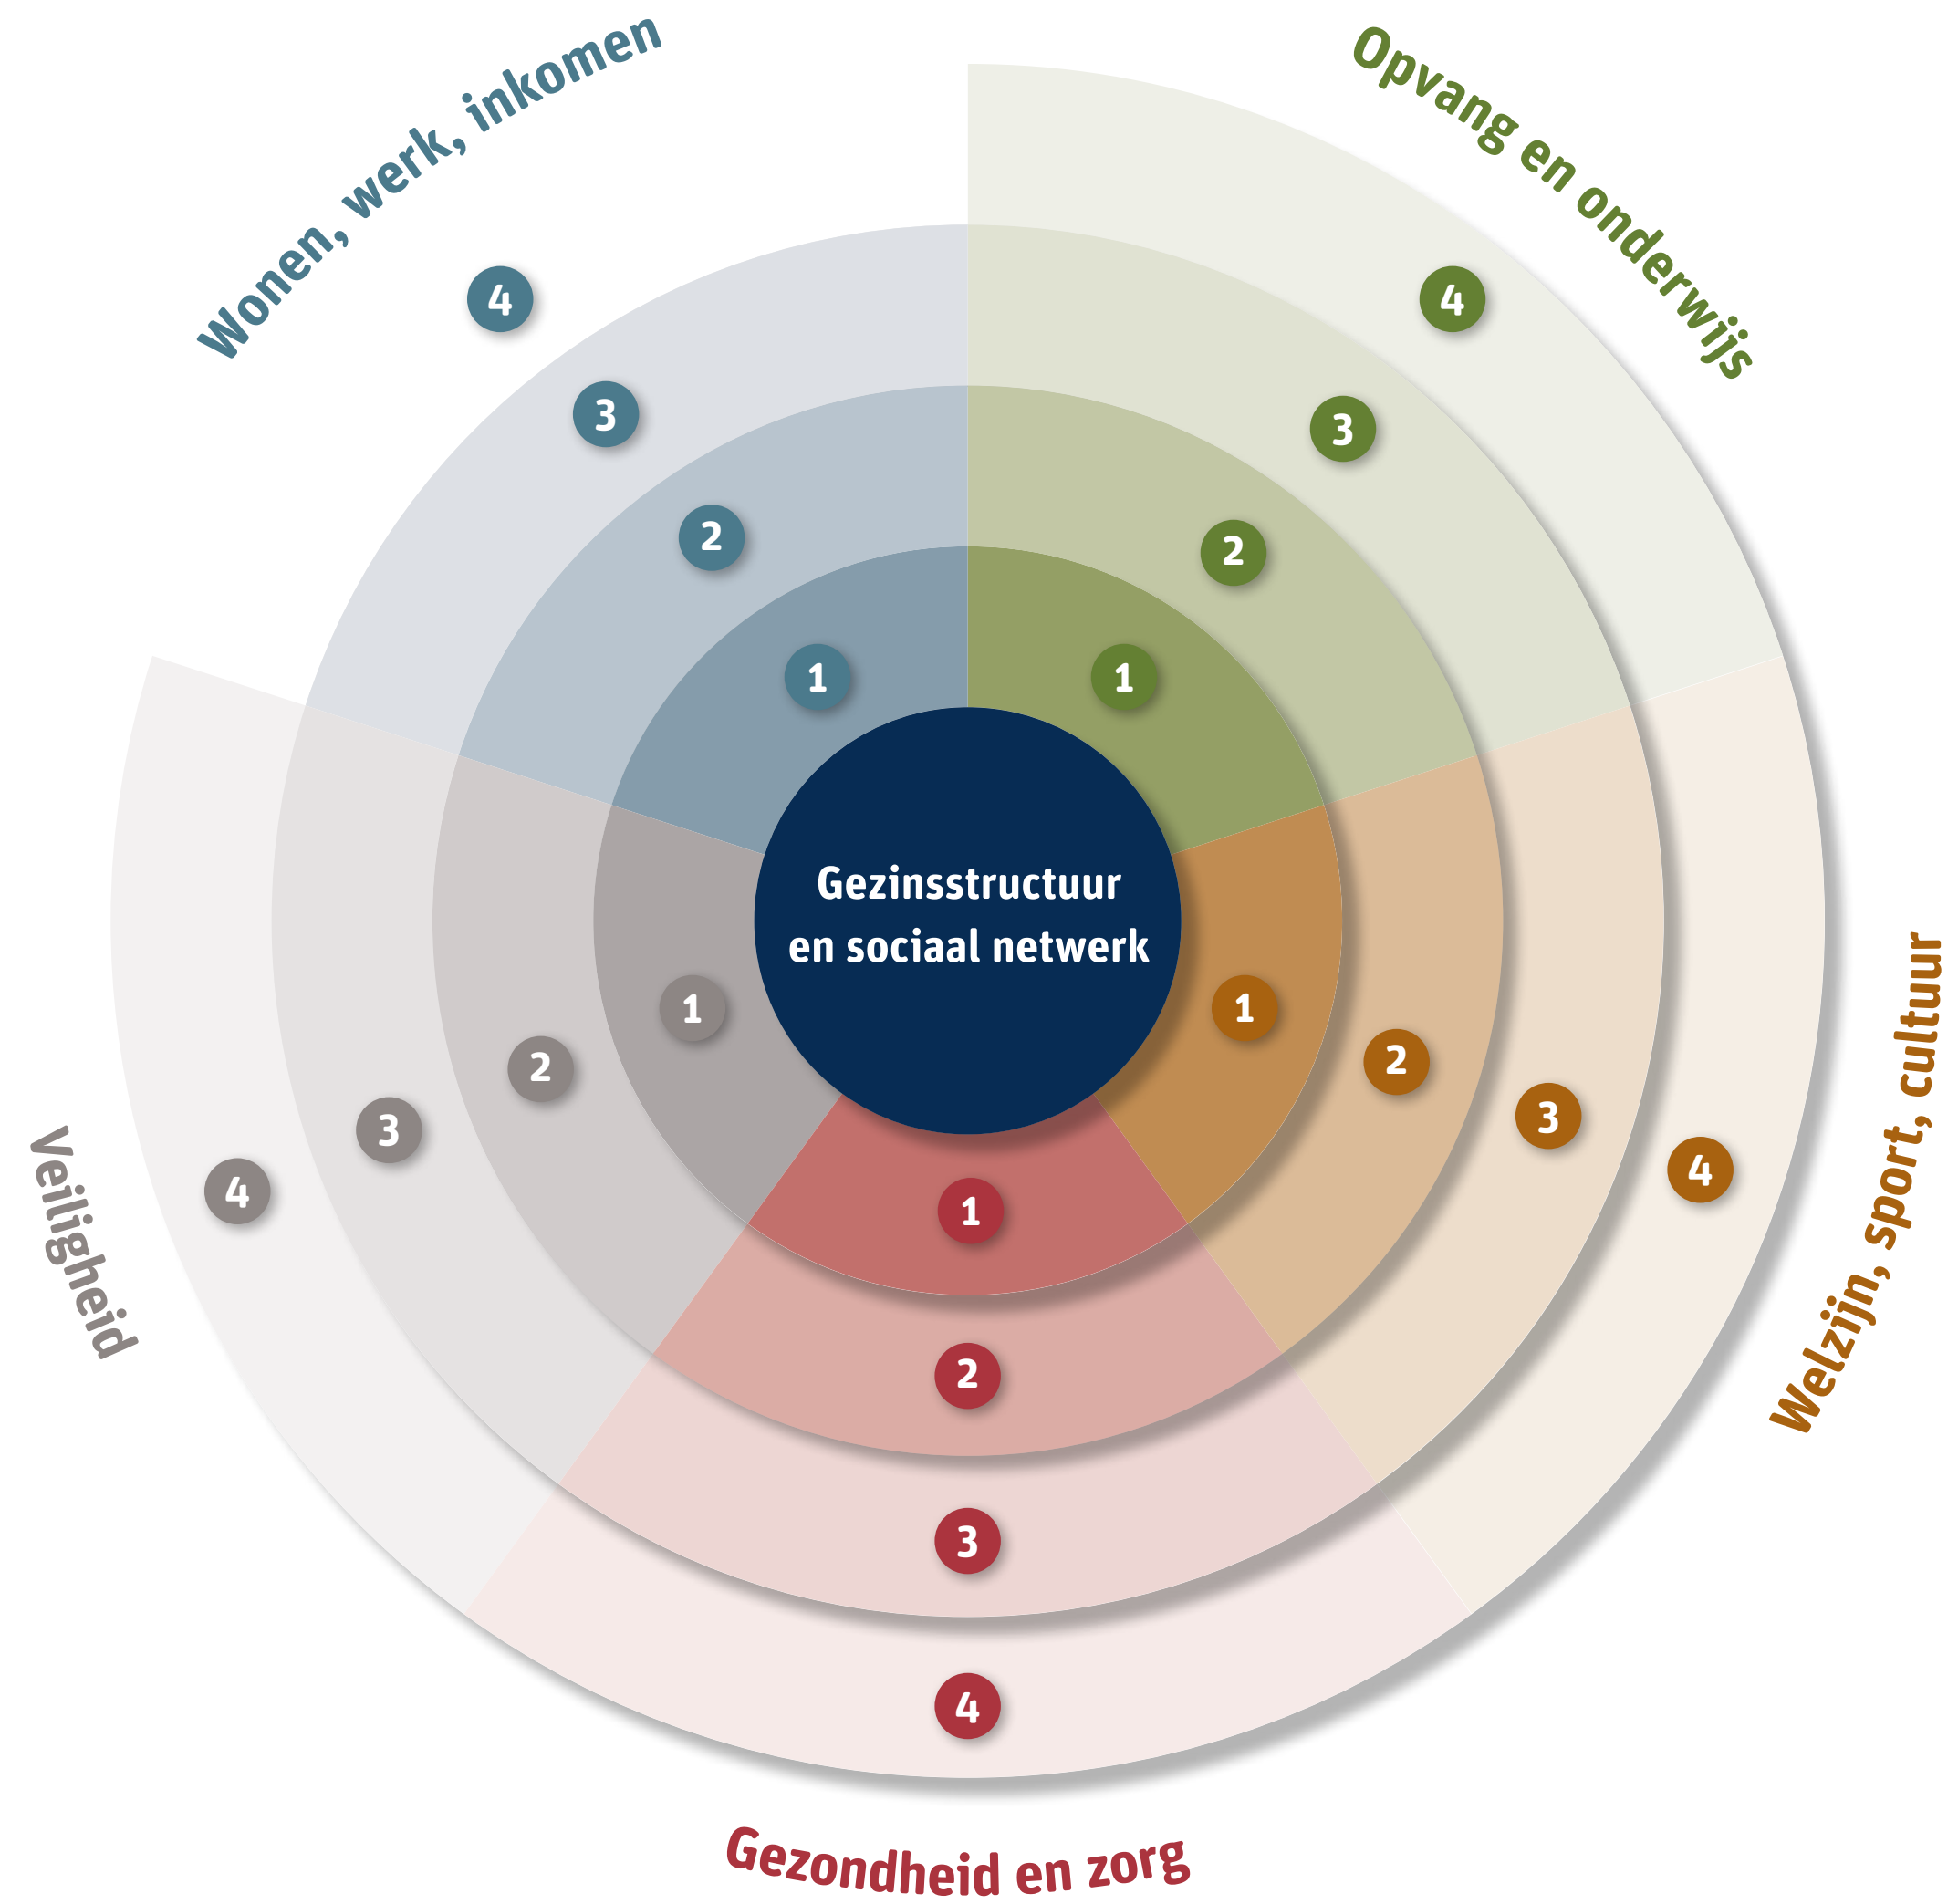 Wonen, werk, inkomen
4
3
2
1
Opvang en onderwijs
4
3
2
1
Gezinsstructuur
en sociaal netwerk
Welzijn, sport, cultuur
1
2
3
4
Gezondheid en zorg
1
2
3
4
Veiligheid
1
2
3
4